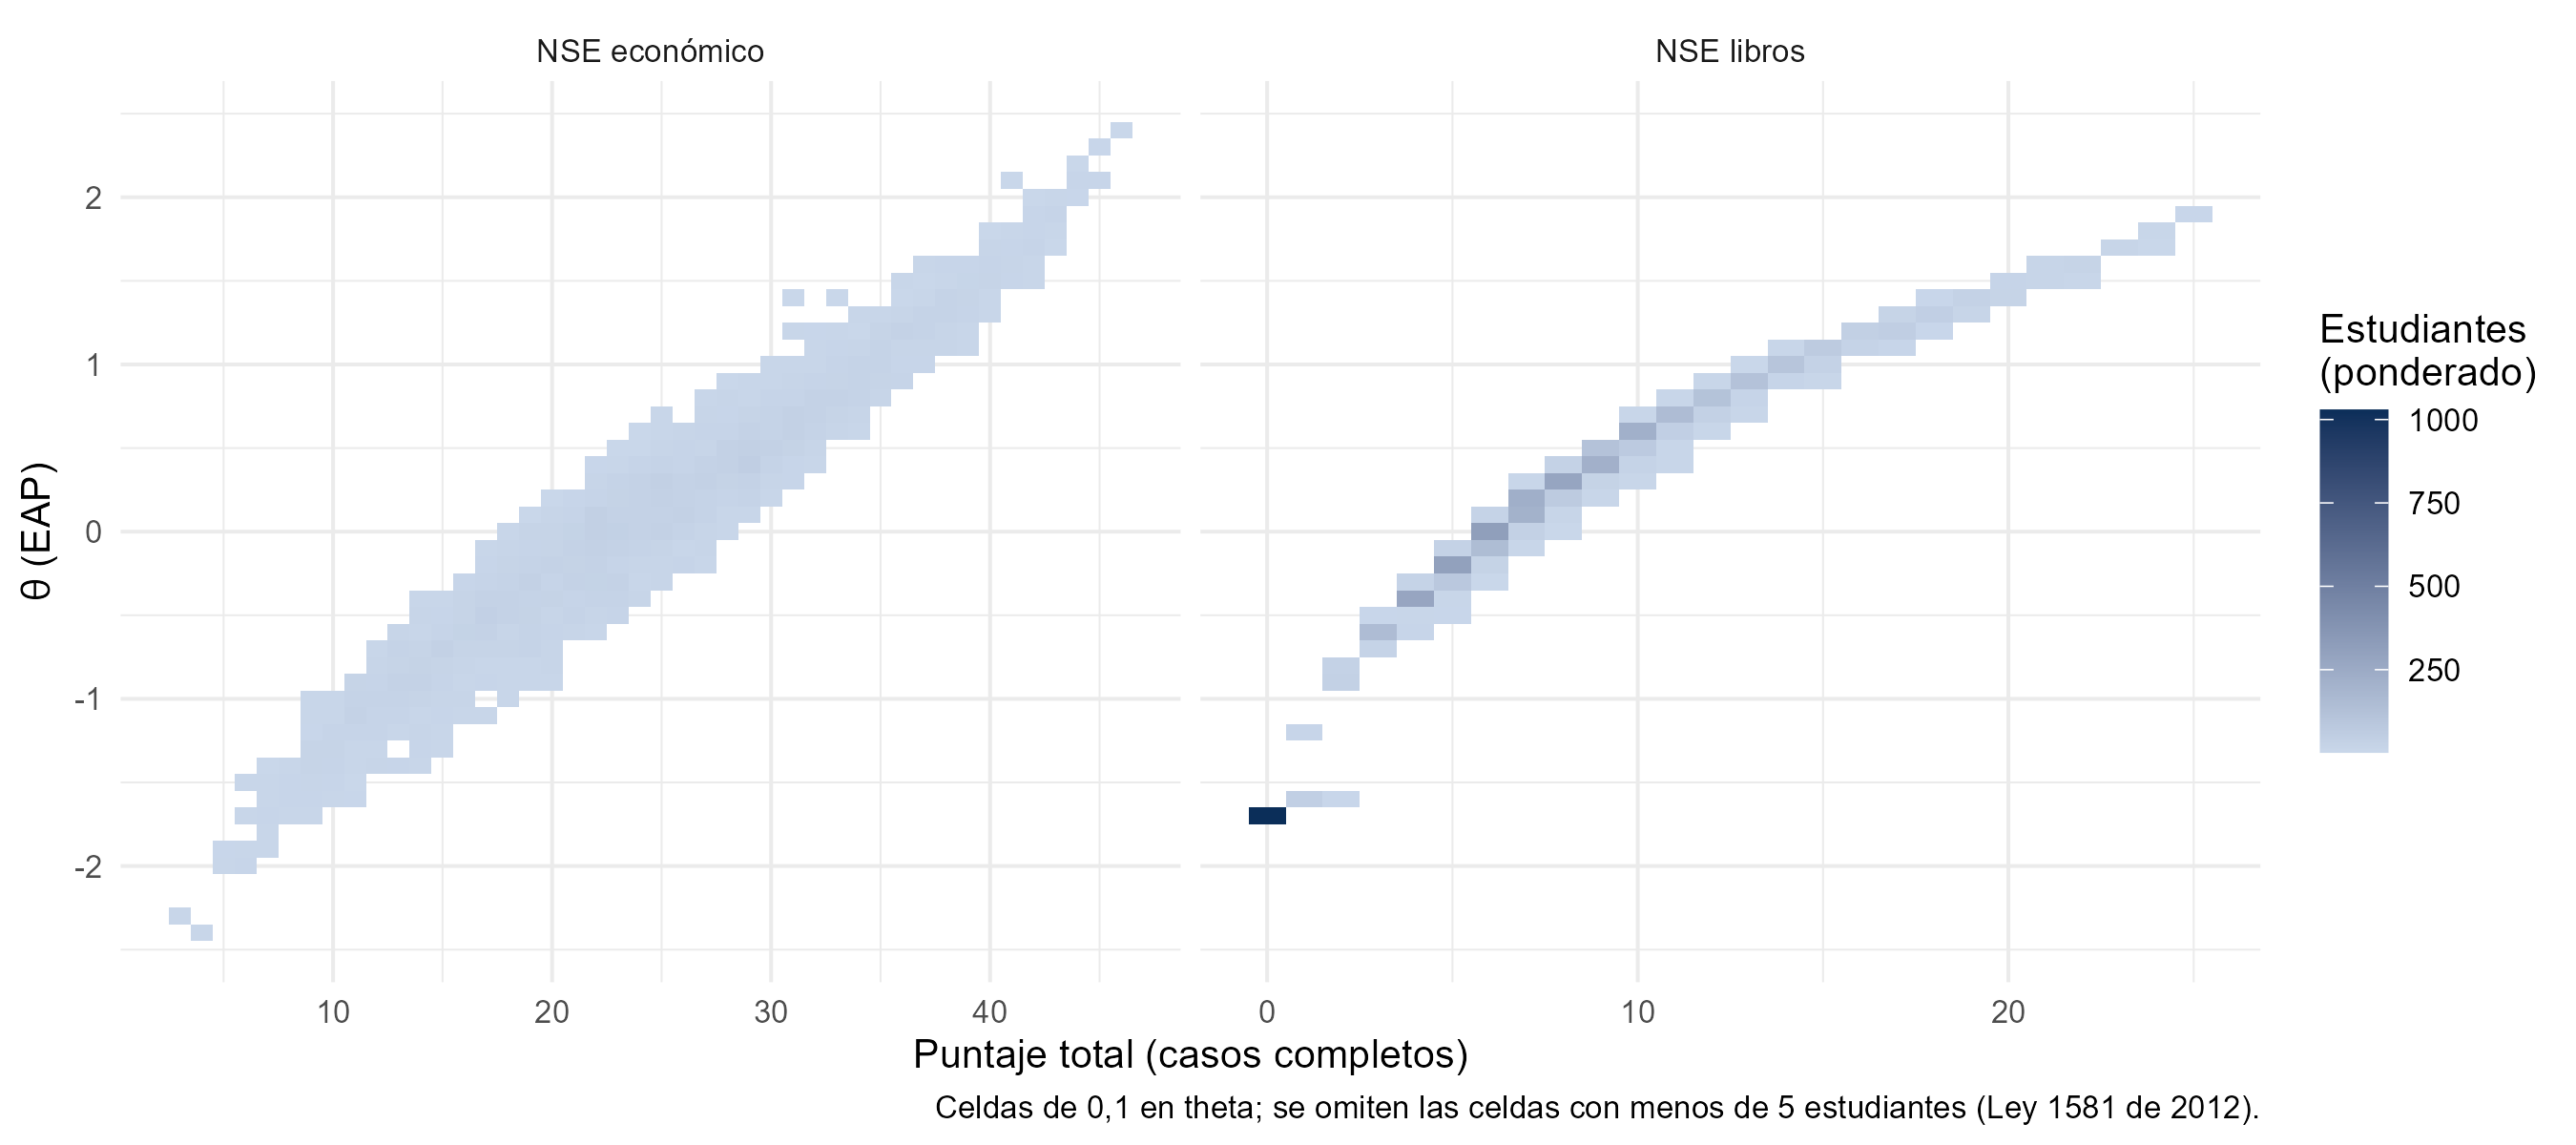 NSE económico
NSE libros
θ (EAP)
2
1
0
-1
-2
10
20
30
40
0
10
20
Puntaje total (casos completos)
Estudiantes
(ponderado)
1000
750
500
250
Celdas de 0,1 en theta; se omiten las celdas con menos de 5 estudiantes (Ley 1581 de 2012).